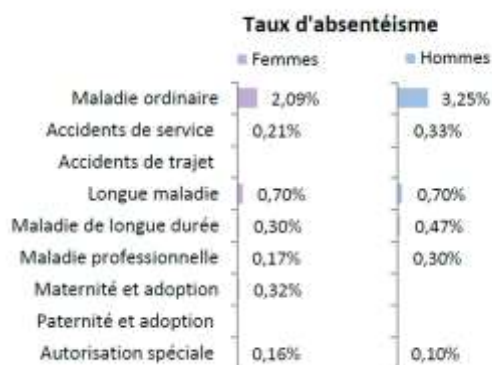 Taux d'absentéisme
Femmes Hommes
Maladie ordinaire 2,09% 3,25%
Accidents de service 0,21% 0,33%
Accidents de trajet
Longue maladie 0,70% 0,70%
Maladie de longue durée 0,30% 0,47%
Maladie professionnelle 0,17% 0,30%
Maternité et adoption 0,32%
Paternité et adoption
Autorisation spéciale 0,16% 0,10%